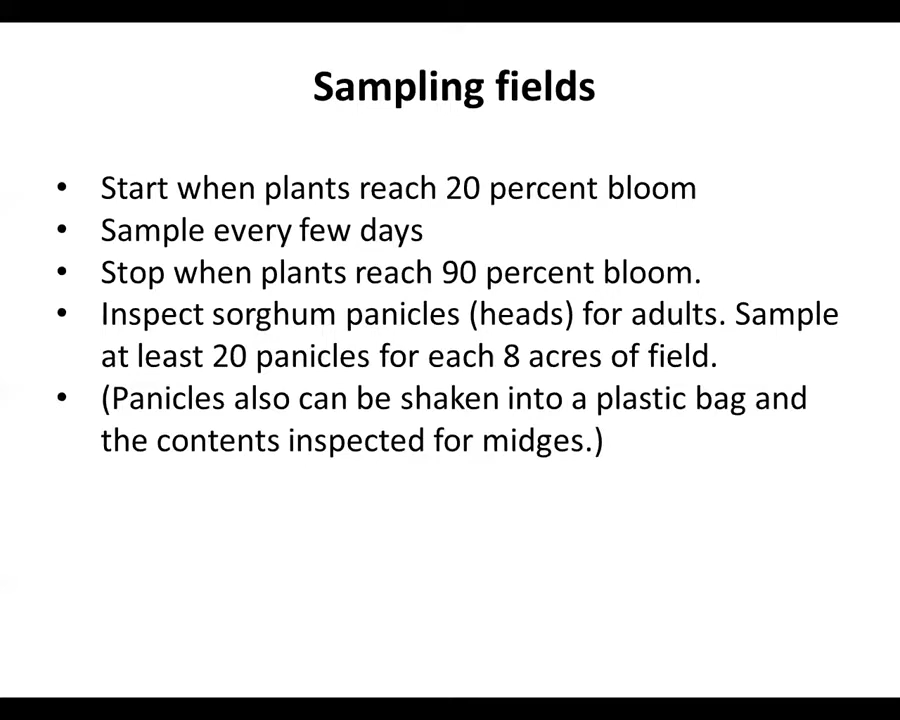 Sampling fields
• Start when plants reach 20 percent bloom
• Sample every few days
• Stop when plants reach 90 percent bloom.
• Inspect sorghum panicles (heads) for adults. Sample
at least 20 panicles for each 8 acres of field.
• (Panicles also can be shaken into a plastic bag and
the contents inspected for midges.)